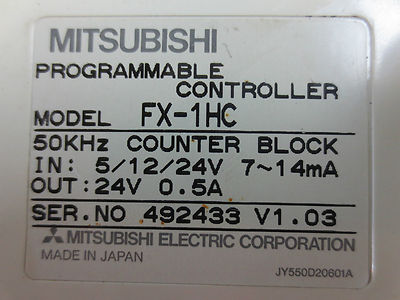 MITSUBISHI
PROGRAMMABLE
CONTROLLER
MODEL FX-1HC
50KHz COUNTER BLOCK
IN: 5/12/24V 7~14mA
OUT: 24V 0.5A
SER.NO 492433 V1.03
MITSUBISHI ELECTRIC CORPORATION
MADE IN JAPAN
JY550D20601A